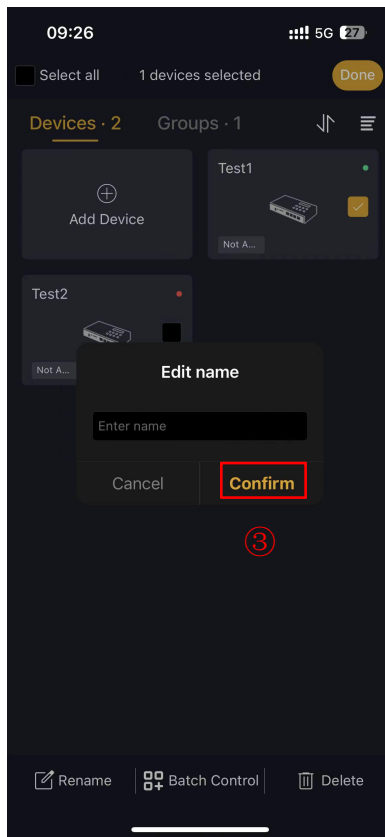 09:26 5G 27
Select all 1 devices selected Done
Devices · 2 Groups · 1
Add Device
Test1
Not A...
Test2
Not A...
Edit name
Enter name
Cancel Confirm
③
Rename Batch Control Delete